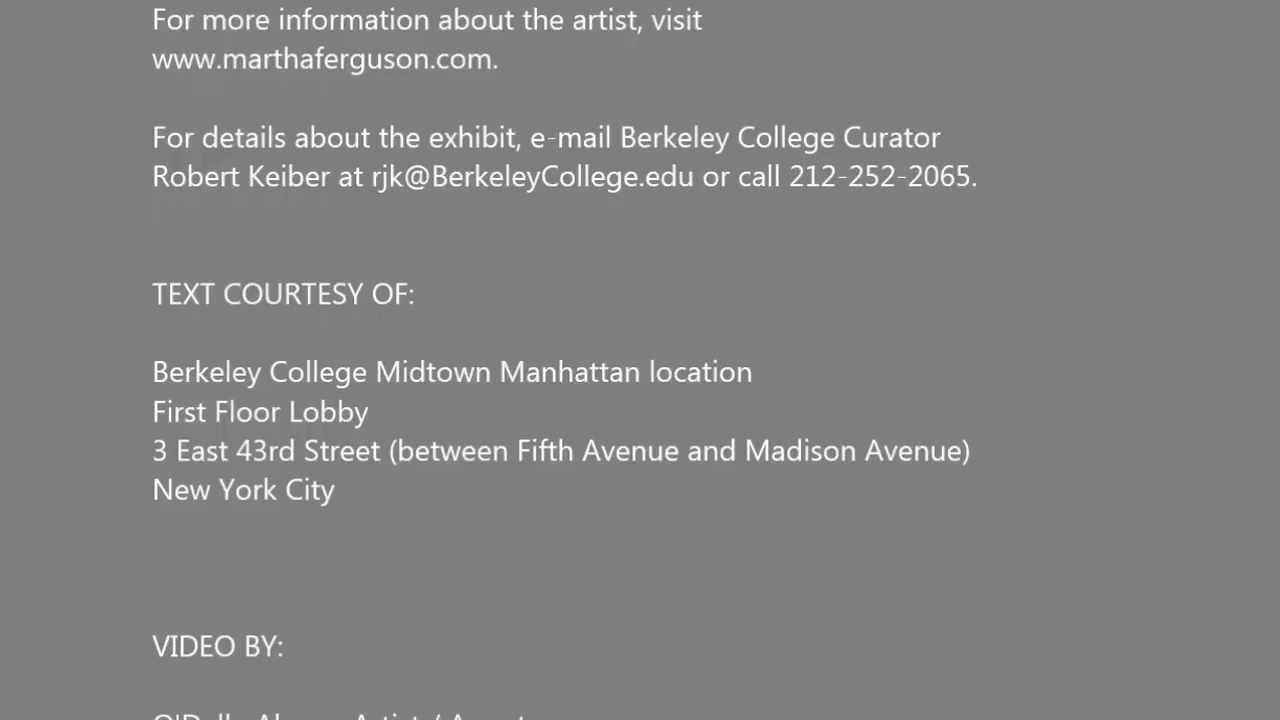 For more information about the artist, visit
www.marthaferguson.com.
For details about the exhibit, e-mail Berkeley College Curator
Robert Keiber at rjk@BerkeleyCollege.edu or call 212-252-2065.
TEXT COURTESY OF:
Berkeley College Midtown Manhattan location
First Floor Lobby
3 East 43rd Street (between Fifth Avenue and Madison Avenue)
New York City
VIDEO BY: